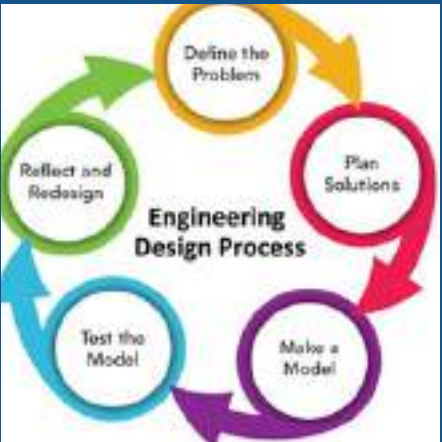 Define the
Problem
Plan
Solutions
Make a
Model
Test the
Model
Reflect and
Redesign
Engineering
Design Process